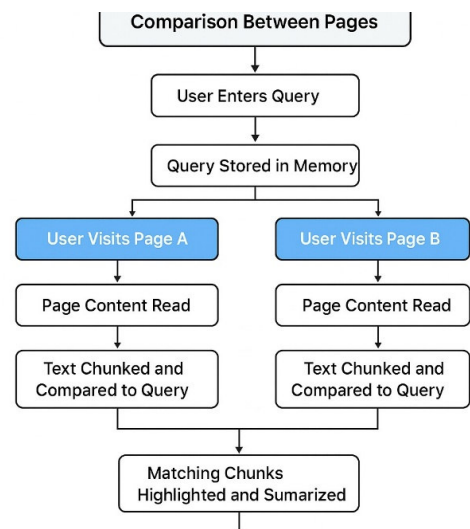 Comparison Between Pages
User Enters Query
Query Stored in Memory
User Visits Page A
User Visits Page B
Page Content Read
Page Content Read
Text Chunked and
Compared to Query
Text Chunked and
Compared to Query
Matching Chunks
Highlighted and Sumarized